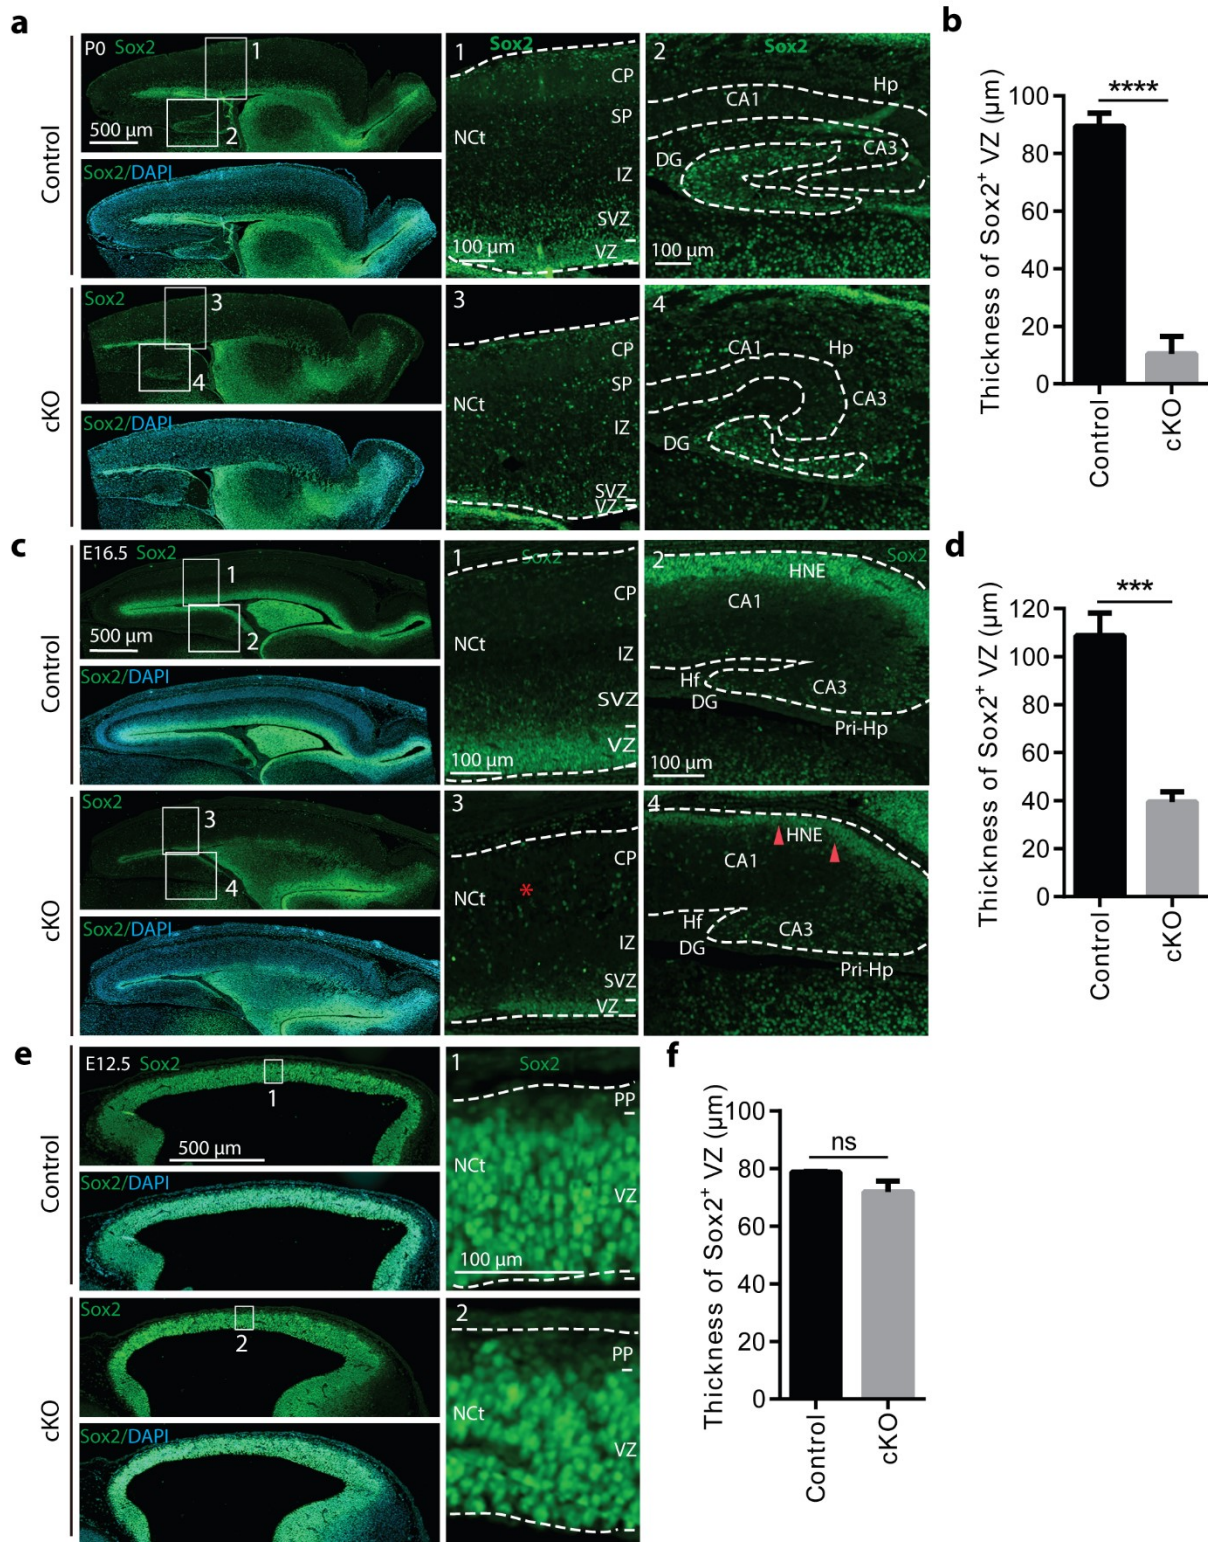 a
Control
P0 Sox2
1
2
500 µm
Sox2/DAPI
1
Sox2
CP
SP
NCt
IZ
SVZ
VZ
100 µm
2
Sox2
Hp
CA1
CA3
DG
100 µm
cKO
Sox2
3
4
Sox2/DAPI
3
CP
SP
NCt
IZ
SVZ
VZ
4
CA1
Hp
CA3
DG
b
Thickness of Sox2⁺ VZ (µm)
100
80
60
40
20
0
****
Control
cKO
c
Control
E16.5 Sox2
1
2
500 µm
Sox2/DAPI
1
Sox2
CP
NCt
IZ
SVZ
VZ
100 µm
2
Sox2
HNE
CA1
Hf
CA3
DG
Pri-Hp
100 µm
cKO
Sox2
3
4
Sox2/DAPI
3
CP
NCt
*
IZ
SVZ
VZ
4
HNE
CA1
Hf
CA3
DG
Pri-Hp
d
Thickness of Sox2⁺ VZ (µm)
120
100
80
60
40
20
0
***
Control
cKO
e
Control
E12.5 Sox2
1
500 µm
Sox2/DAPI
1
Sox2
PP
NCt
VZ
100 µm
cKO
Sox2
2
Sox2/DAPI
2
PP
NCt
VZ
f
Thickness of Sox2⁺ VZ (µm)
100
80
60
40
20
0
ns
Control
cKO